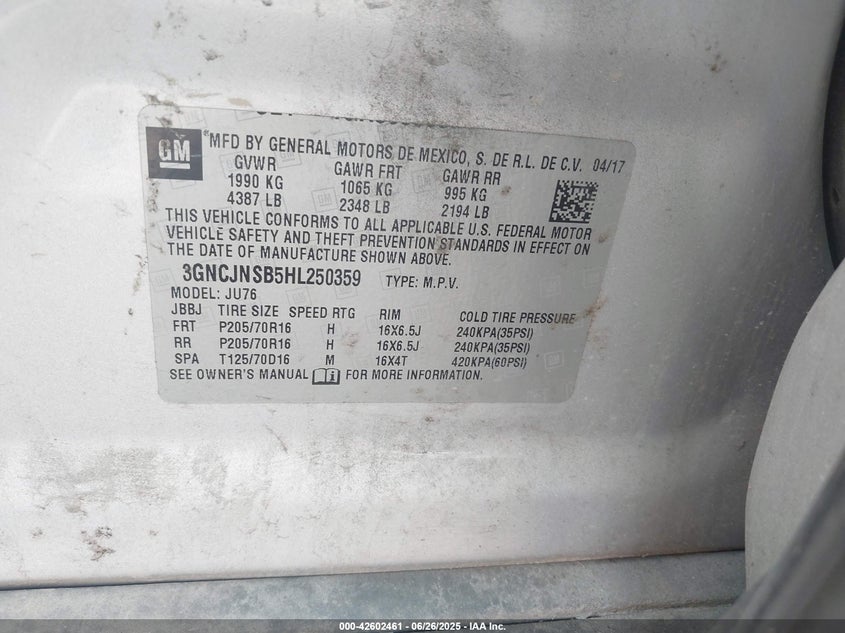 GM
*MFD BY GENERAL MOTORS DE MEXICO, S. DE R.L. DE C.V. 04/17
GVWR GAWR FRT GAWR RR
1990 KG 1065 KG 995 KG
4387 LB 2348 LB 2194 LB
THIS VEHICLE CONFORMS TO ALL APPLICABLE U.S. FEDERAL MOTOR
VEHICLE SAFETY AND THEFT PREVENTION STANDARDS IN EFFECT ON
THE DATE OF MANUFACTURE SHOWN ABOVE.
3GNCJNSB5HL250359 TYPE: M.P.V.
MODEL: JU76
JBBJ TIRE SIZE SPEED RTG RIM COLD TIRE PRESSURE
FRT P205/70R16 H 16X6.5J 240KPA(35PSI)
RR P205/70R16 H 16X6.5J 240KPA(35PSI)
SPA T125/70D16 M 16X4T 420KPA(60PSI)
SEE OWNER'S MANUAL FOR MORE INFORMATION.
000-42602461 - 06/26/2025 - IAA Inc.